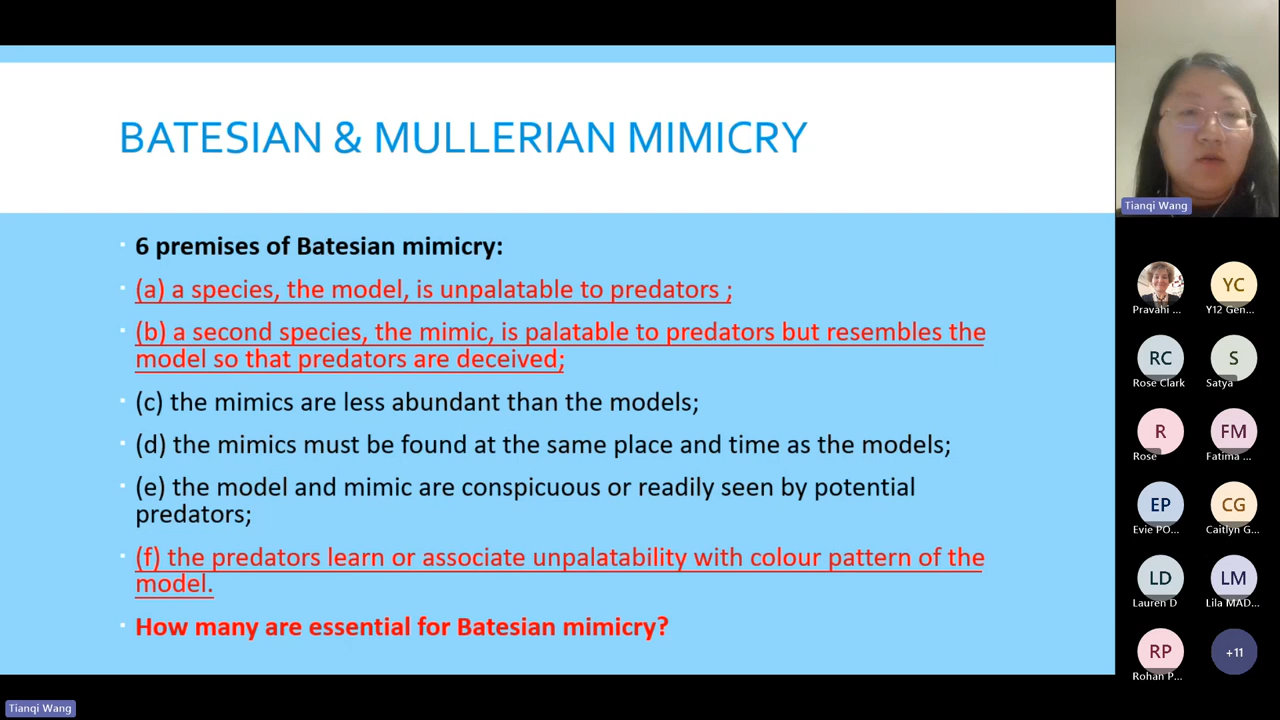 BATESIAN & MULLERIAN MIMICRY
6 premises of Batesian mimicry:
(a) a species, the model, is unpalatable to predators ;
(b) a second species, the mimic, is palatable to predators but resembles the
model so that predators are deceived;
(c) the mimics are less abundant than the models;
(d) the mimics must be found at the same place and time as the models;
(e) the model and mimic are conspicuous or readily seen by potential
predators;
(f) the predators learn or associate unpalatability with colour pattern of the
model.
How many are essential for Batesian mimicry?
Tianqi Wang
Tianqi Wang
Pravahi ...
YC
Y12 Gen...
RC
Rose Clark
S
Satya
R
Rose
FM
Fatima ...
EP
Evie PO...
CG
Caitlyn G...
LD
Lauren D
LM
Lila MAD...
RP
Rohan P...
+11